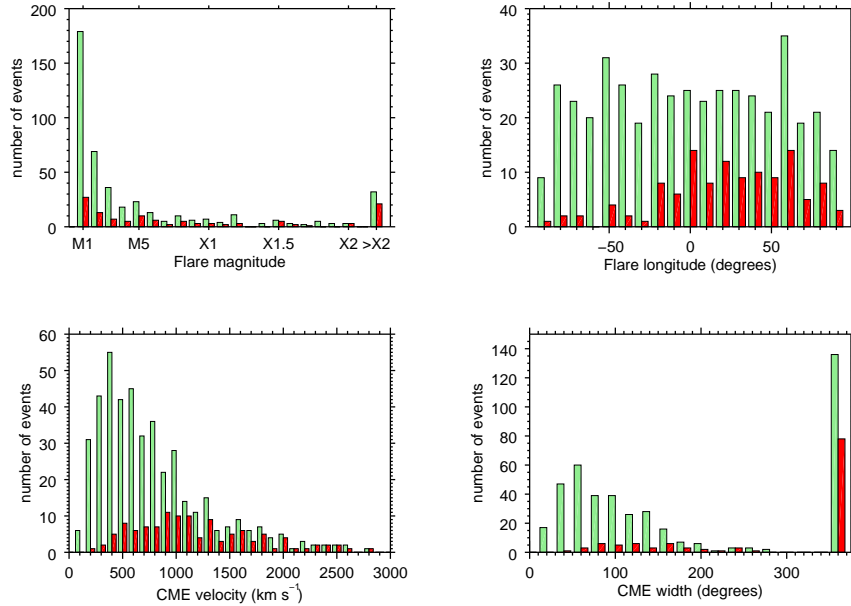 200
150
100
50
0
number of events
M1 M5 X1 X1.5 X2 >X2
Flare magnitude
40
30
20
10
0
number of events
−50 0 50
Flare longitude (degrees)
60
50
40
30
20
10
0
number of events
0 500 1000 1500 2000 2500 3000
CME velocity (km s⁻¹)
140
120
100
80
60
40
20
0
number of events
0 100 200 300
CME width (degrees)